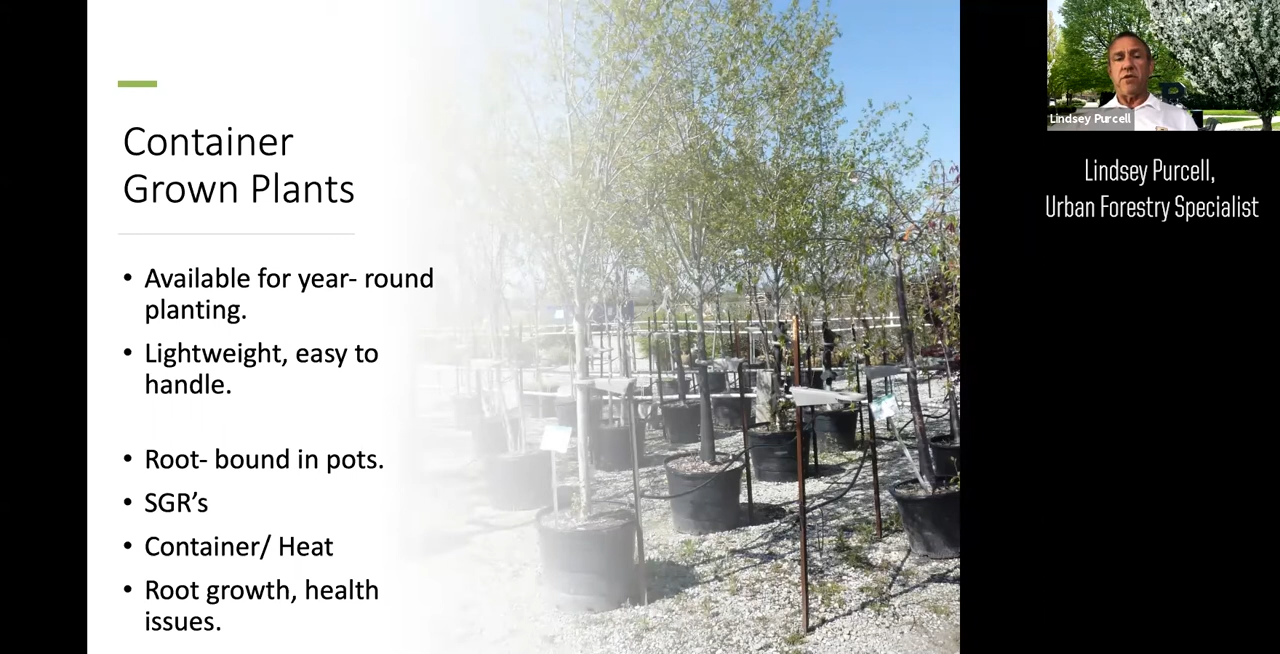 Container
Grown Plants
• Available for year- round
planting.
• Lightweight, easy to
handle.
• Root- bound in pots.
• SGR’s
• Container/ Heat
• Root growth, health
issues.
Lindsey Purcell
Lindsey Purcell,
Urban Forestry Specialist